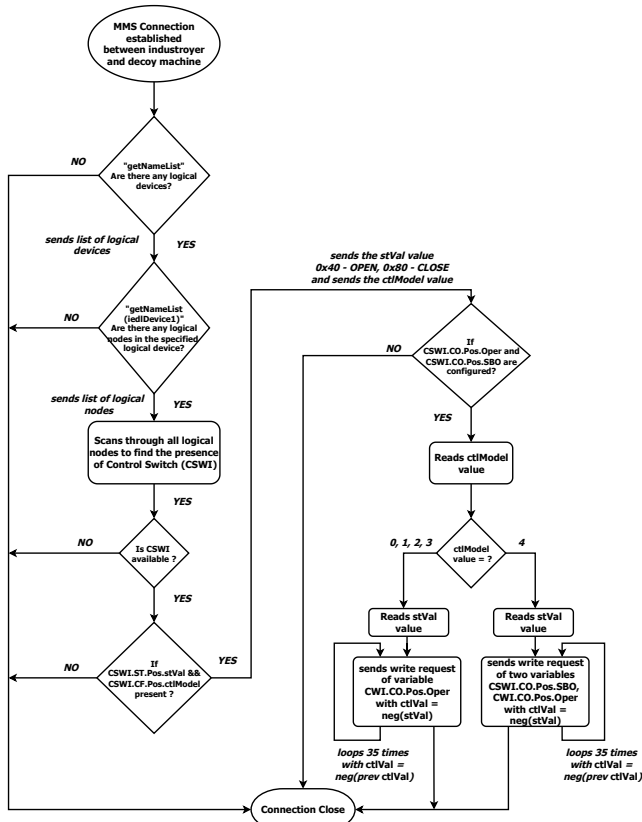 MMS Connection
established
between industroyer
and decoy machine
NO
"getNameList"
Are there any logical
devices?
sends list of logical
devices
YES
NO
"getNameList
(iedlDevice1)"
Are there any logical
nodes in the specified
logical device?
sends list of logical
nodes
YES
Scans through all logical
nodes to find the presence
of Control Switch (CSWI)
YES
NO
Is CSWI
available ?
YES
NO
If
CSWI.ST.Pos.stVal &&
CSWI.CF.Pos.ctlModel
present ?
YES
sends the stVal value
0x40 - OPEN, 0x80 - CLOSE
and sends the ctlModel value
NO
If
CSWI.CO.Pos.Oper and
CSWI.CO.Pos.SBO are
configured?
YES
Reads ctlModel
value
0, 1, 2, 3
ctlModel
value = ?
4
Reads stVal
value
sends write request
of variable
CWI.CO.Pos.Oper
with ctlVal =
neg(stVal)
loops 35 times
with ctlVal =
neg(prev ctlVal)
Reads stVal
value
sends write request
of two variables
CSWI.CO.Pos.SBO,
CWI.CO.Pos.Oper
with ctlVal =
neg(stVal)
loops 35 times
with ctlVal =
neg(prev ctlVal)
Connection Close